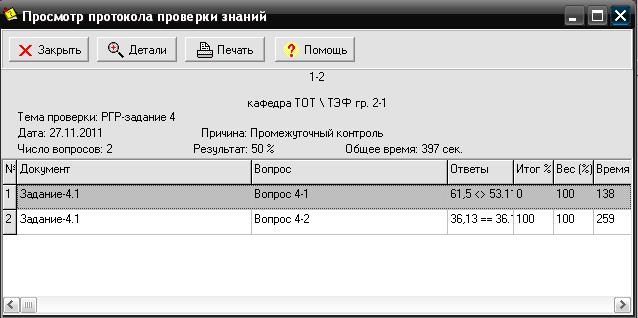 Просмотр протокола проверки знаний
Закрыть Детали Печать Помощь
1-2
кафедра ТОТ \ ТЭФ гр. 2-1
Тема проверки: РГР-задание 4
Дата: 27.11.2011 Причина: Промежуточный контроль
Число вопросов: 2 Результат: 50 % Общее время: 397 сек.
№ Документ Вопрос Ответы Итог % Вес (%) Время
1 Задание-4.1 Вопрос 4-1 61,5 <> 53.1 0 100 138
2 Задание-4.1 Вопрос 4-2 36,13 == 36. 100 100 259